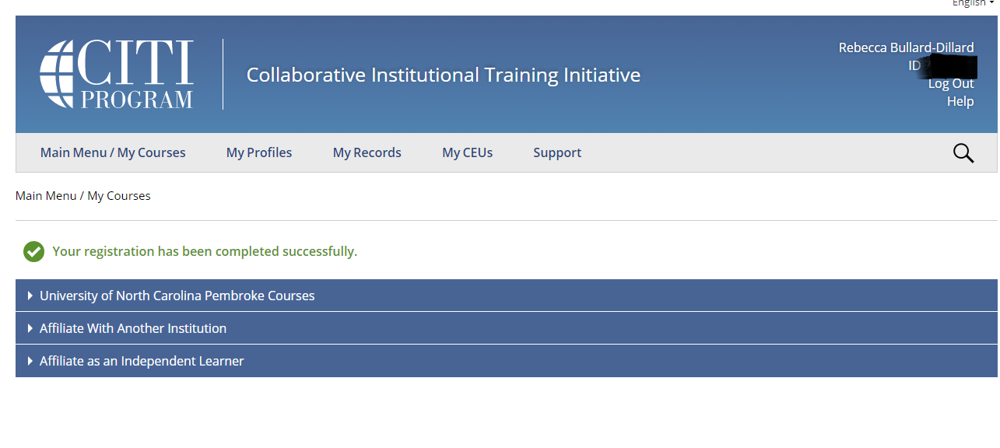 English
CITI
PROGRAM
Collaborative Institutional Training Initiative
Rebecca Bullard-Dillard
ID
Log Out
Help
Main Menu / My Courses
My Profiles
My Records
My CEUs
Support
Main Menu / My Courses
Your registration has been completed successfully.
University of North Carolina Pembroke Courses
Affiliate With Another Institution
Affiliate as an Independent Learner